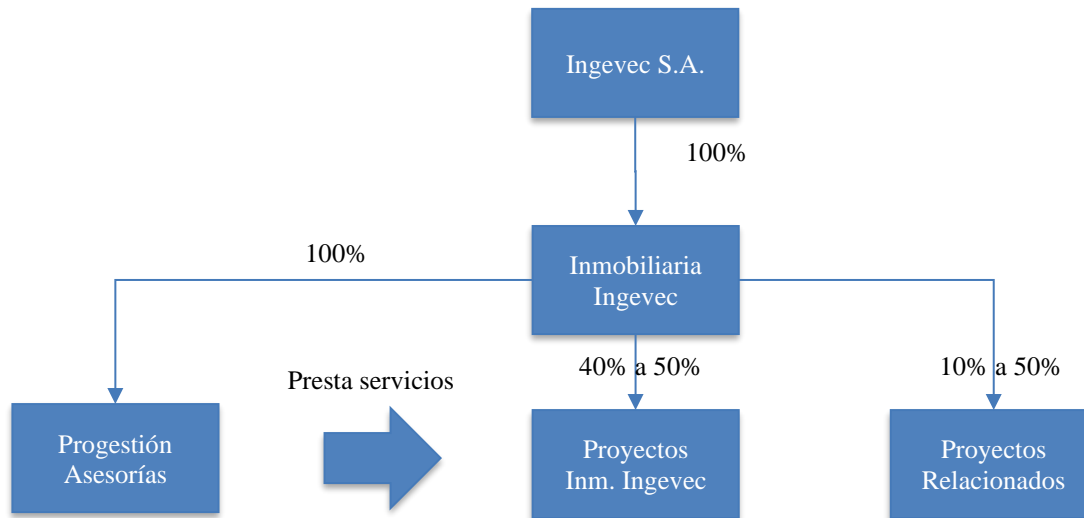 Ingevec S.A.
100%
100%
Inmobiliaria
Ingevec
40% a 50%
10% a 50%
Presta servicios
Progestión
Asesorías
Proyectos
Inm. Ingevec
Proyectos
Relacionados